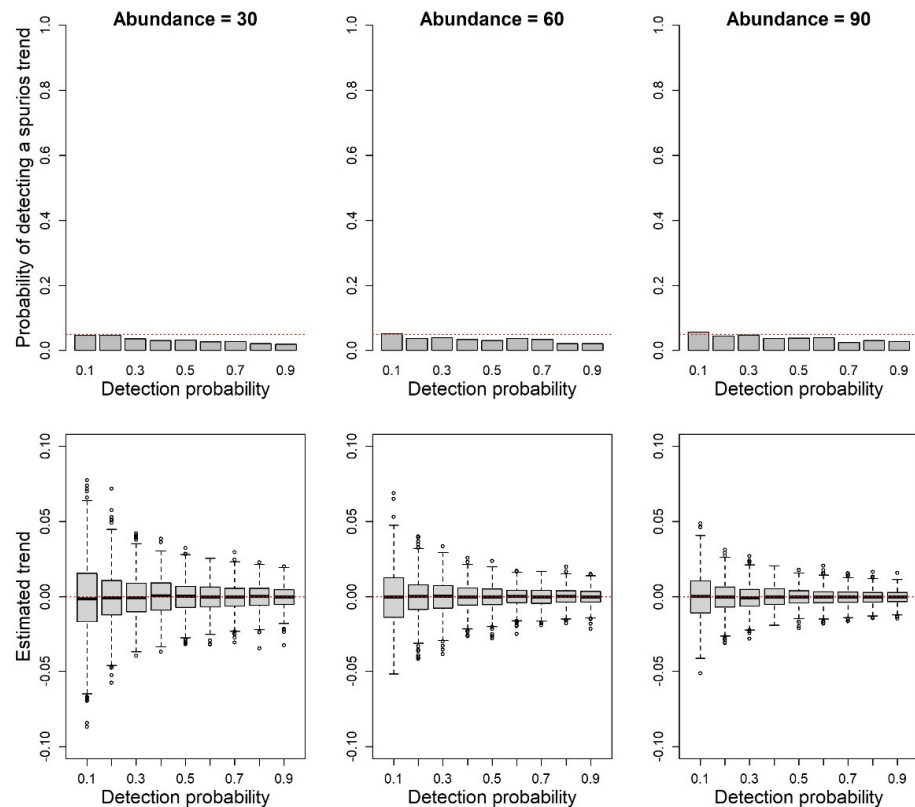 Abundance = 30
Abundance = 60
Abundance = 90
Probability of detecting a spurios trend
1.0
0.8
0.6
0.4
0.2
0.0
1.0
0.8
0.6
0.4
0.2
0.0
1.0
0.8
0.6
0.4
0.2
0.0
0.1 0.3 0.5 0.7 0.9
0.1 0.3 0.5 0.7 0.9
0.1 0.3 0.5 0.7 0.9
Detection probability
Detection probability
Detection probability
Estimated trend
0.10
0.05
0.00
-0.05
-0.10
0.10
0.05
0.00
-0.05
-0.10
0.10
0.05
0.00
-0.05
-0.10
0.1 0.3 0.5 0.7 0.9
0.1 0.3 0.5 0.7 0.9
0.1 0.3 0.5 0.7 0.9
Detection probability
Detection probability
Detection probability